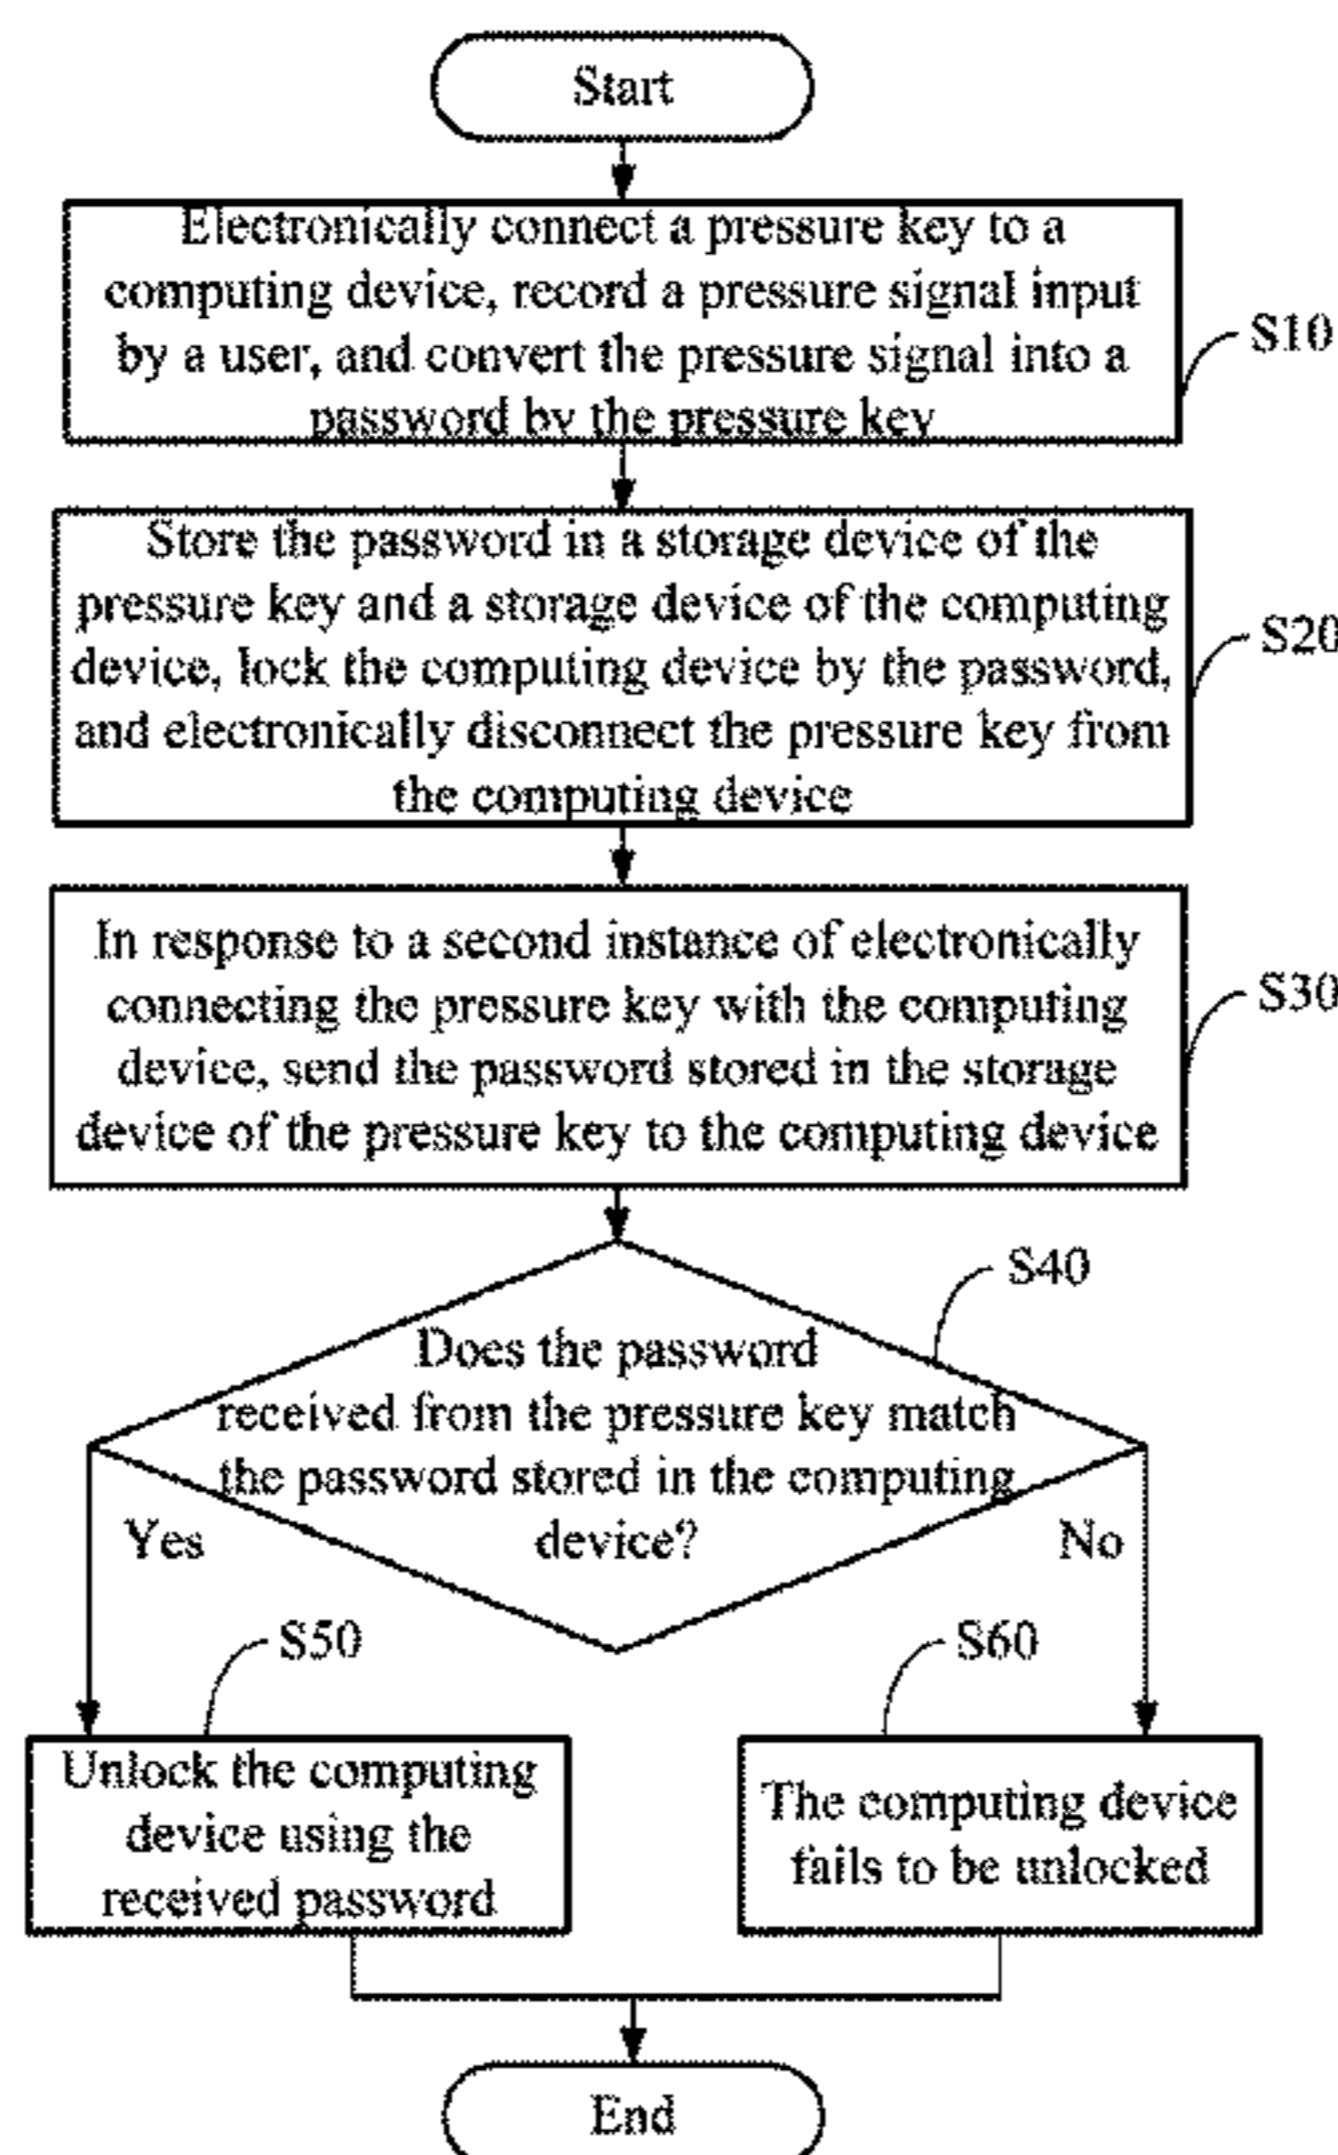 Start
Electronically connect a pressure key to a
computing device, record a pressure signal input
by a user, and convert the pressure signal into a
password by the pressure key
S10
Store the password in a storage device of the
pressure key and a storage device of the computing
device, lock the computing device by the password,
and electronically disconnect the pressure key from
the computing device
S20
In response to a second instance of electronically
connecting the pressure key with the computing
device, send the password stored in the storage
device of the pressure key to the computing device
S30
S40
Does the password
received from the pressure key match
the password stored in the computing
device?
Yes
No
S50
S60
Unlock the computing
device using the
received password
The computing device
fails to be unlocked
End